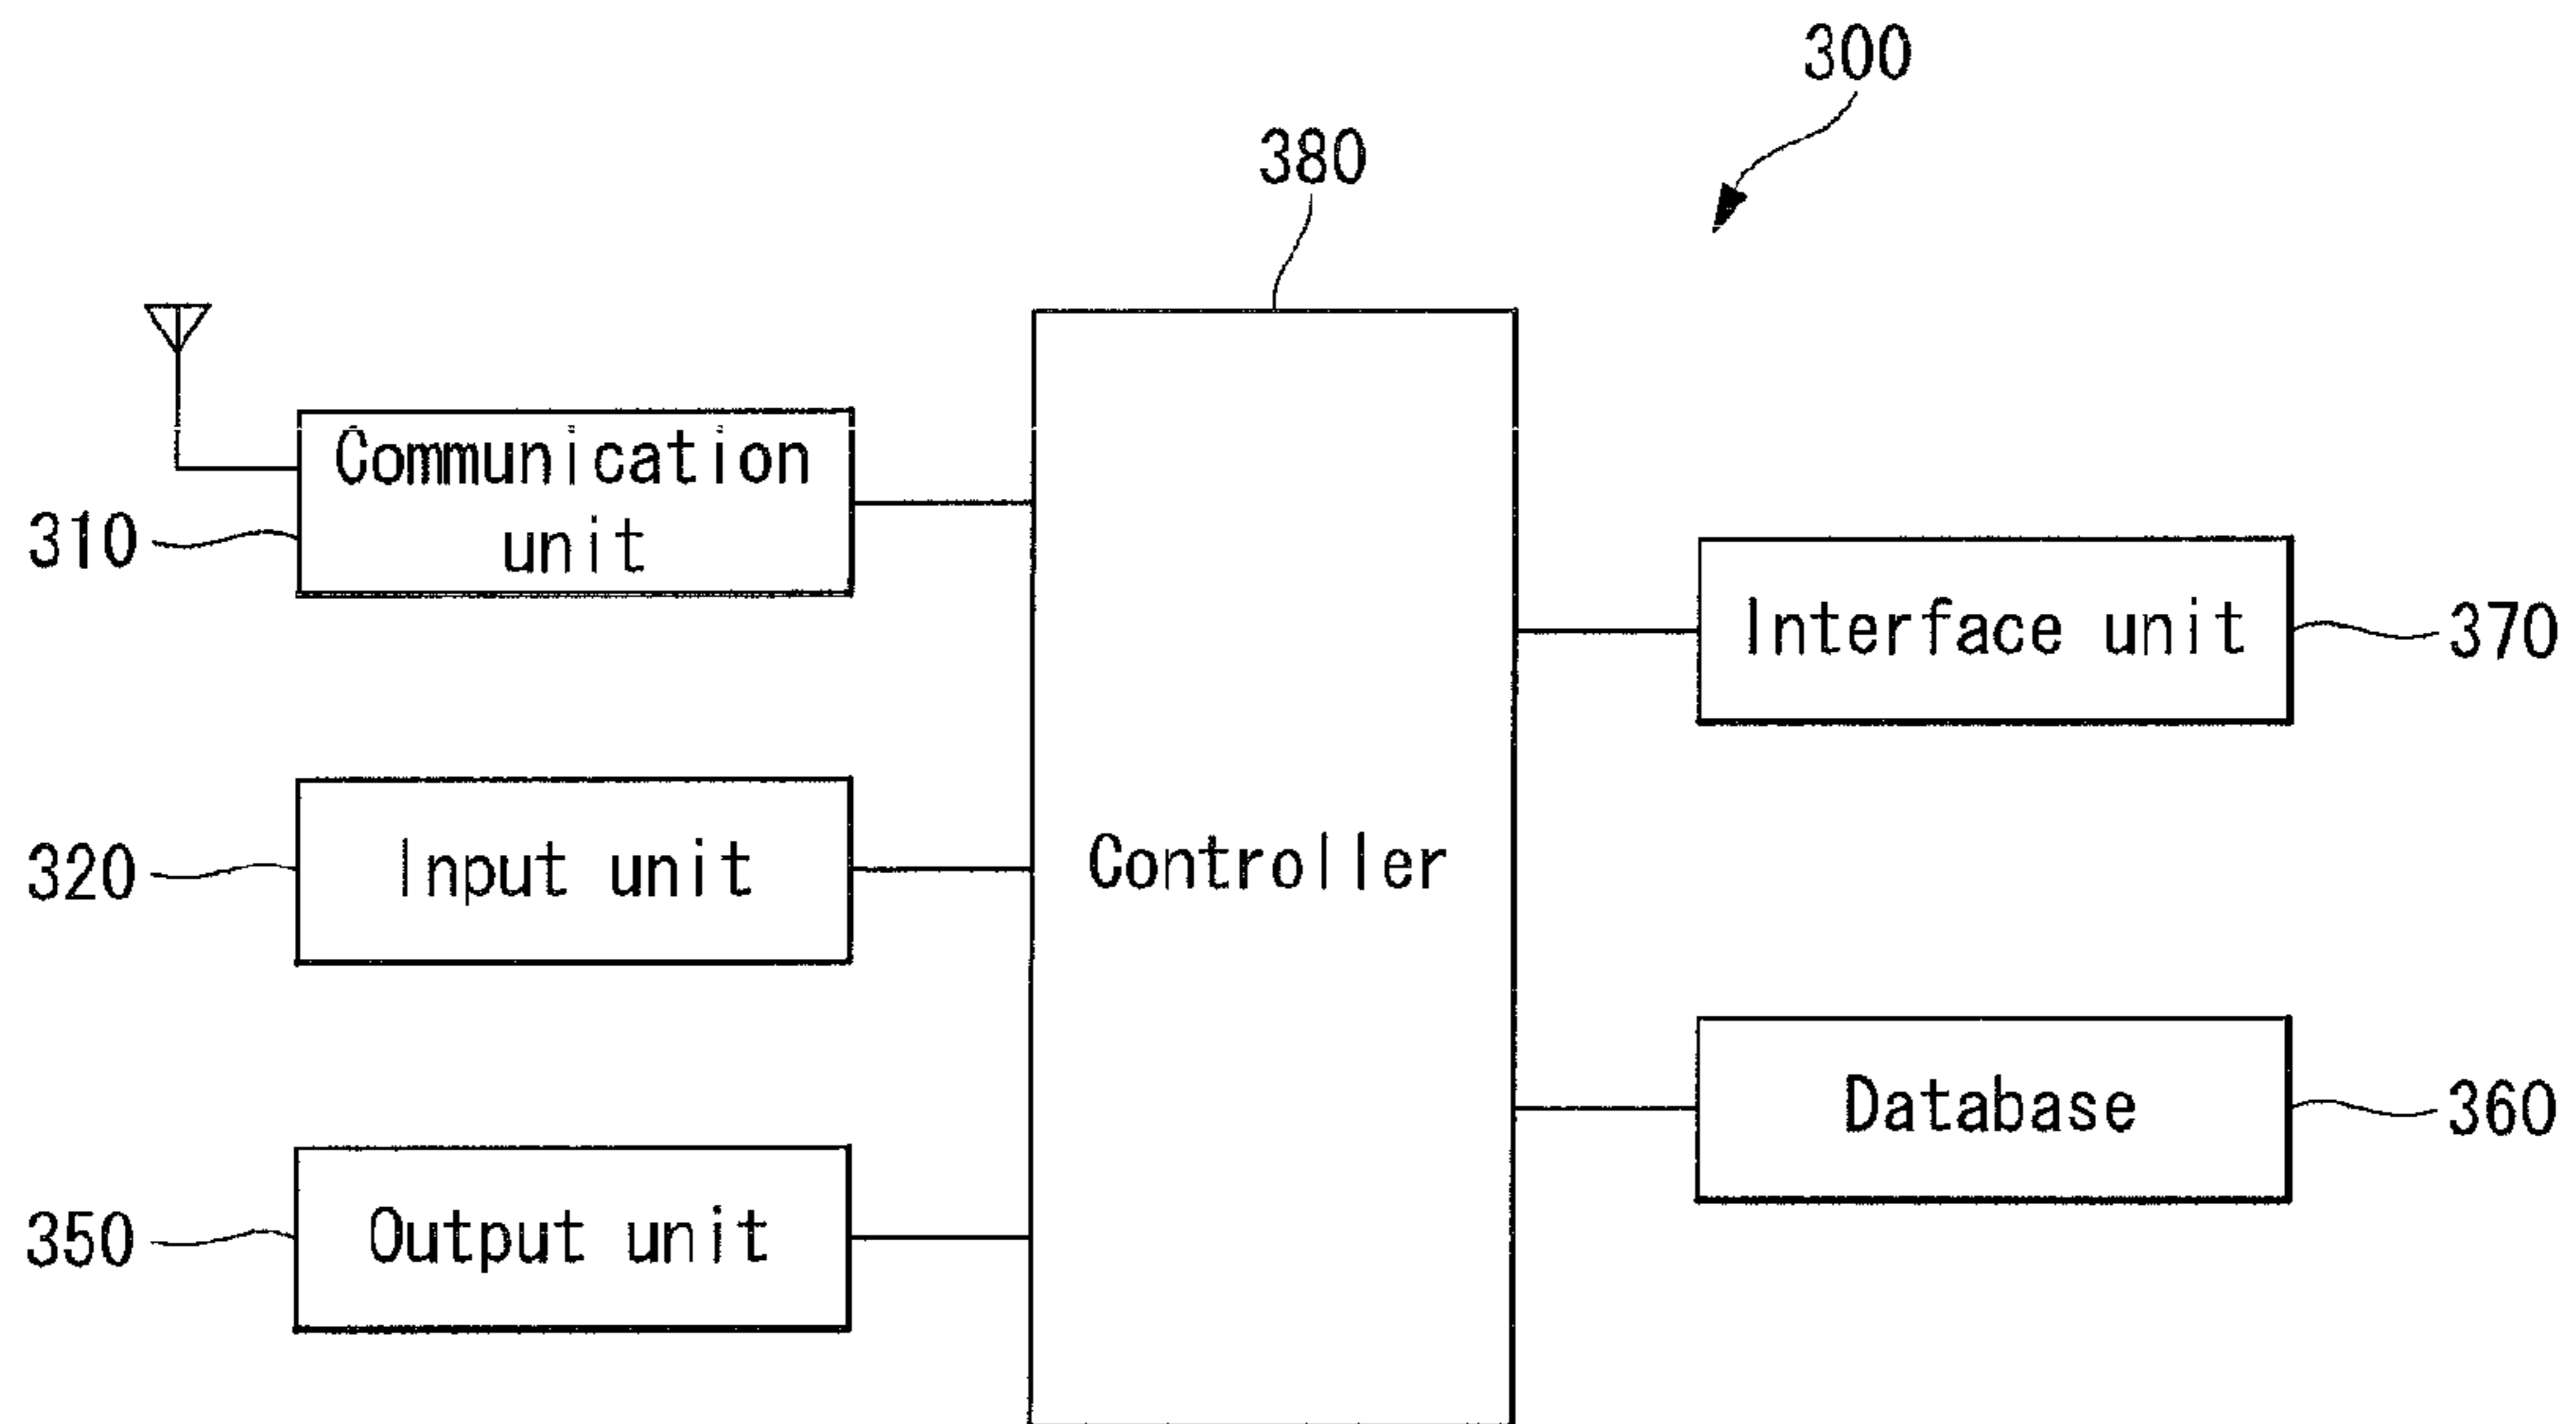 300
380
Communication
unit
310
Interface unit
370
Input unit
320
Controller
Database
360
Output unit
350